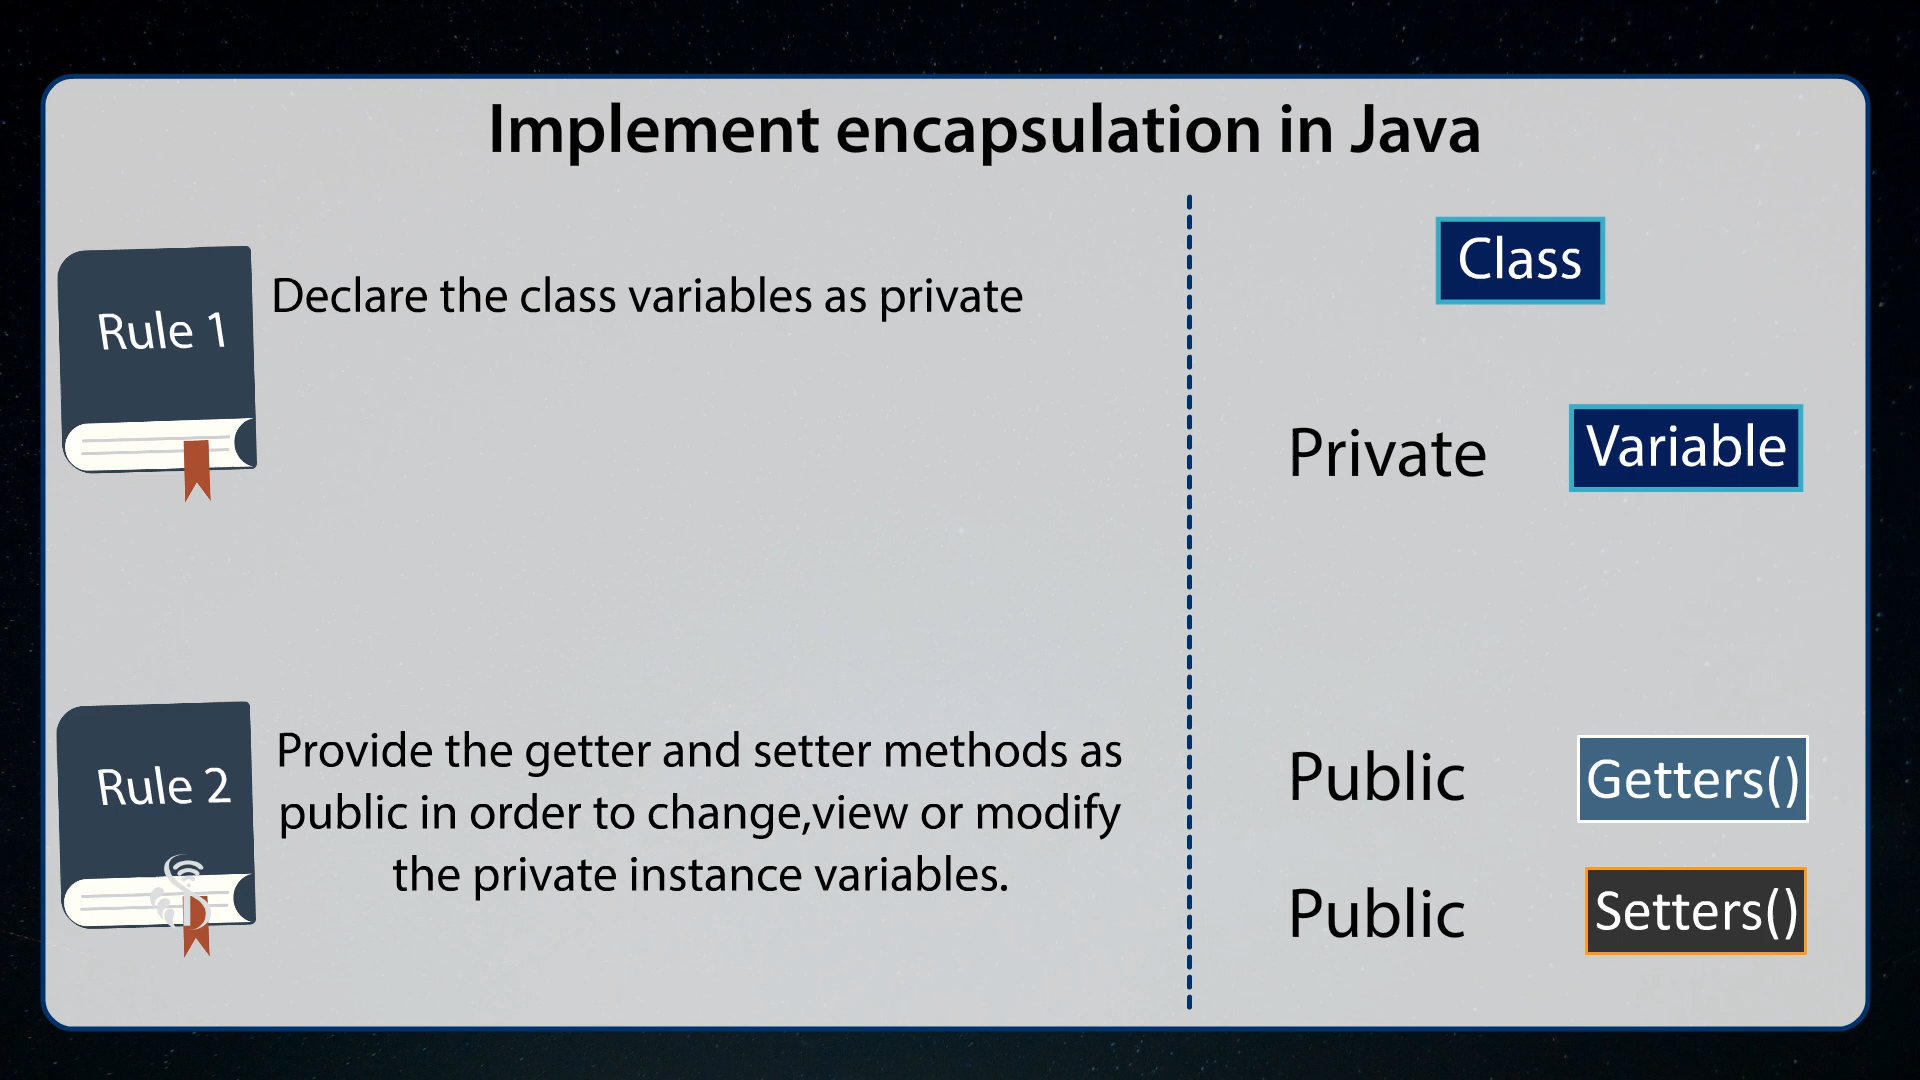 Implement encapsulation in Java
Rule 1
Declare the class variables as private
Class
Private Variable
Rule 2
Provide the getter and setter methods as
public in order to change,view or modify
the private instance variables.
Public Getters()
Public Setters()